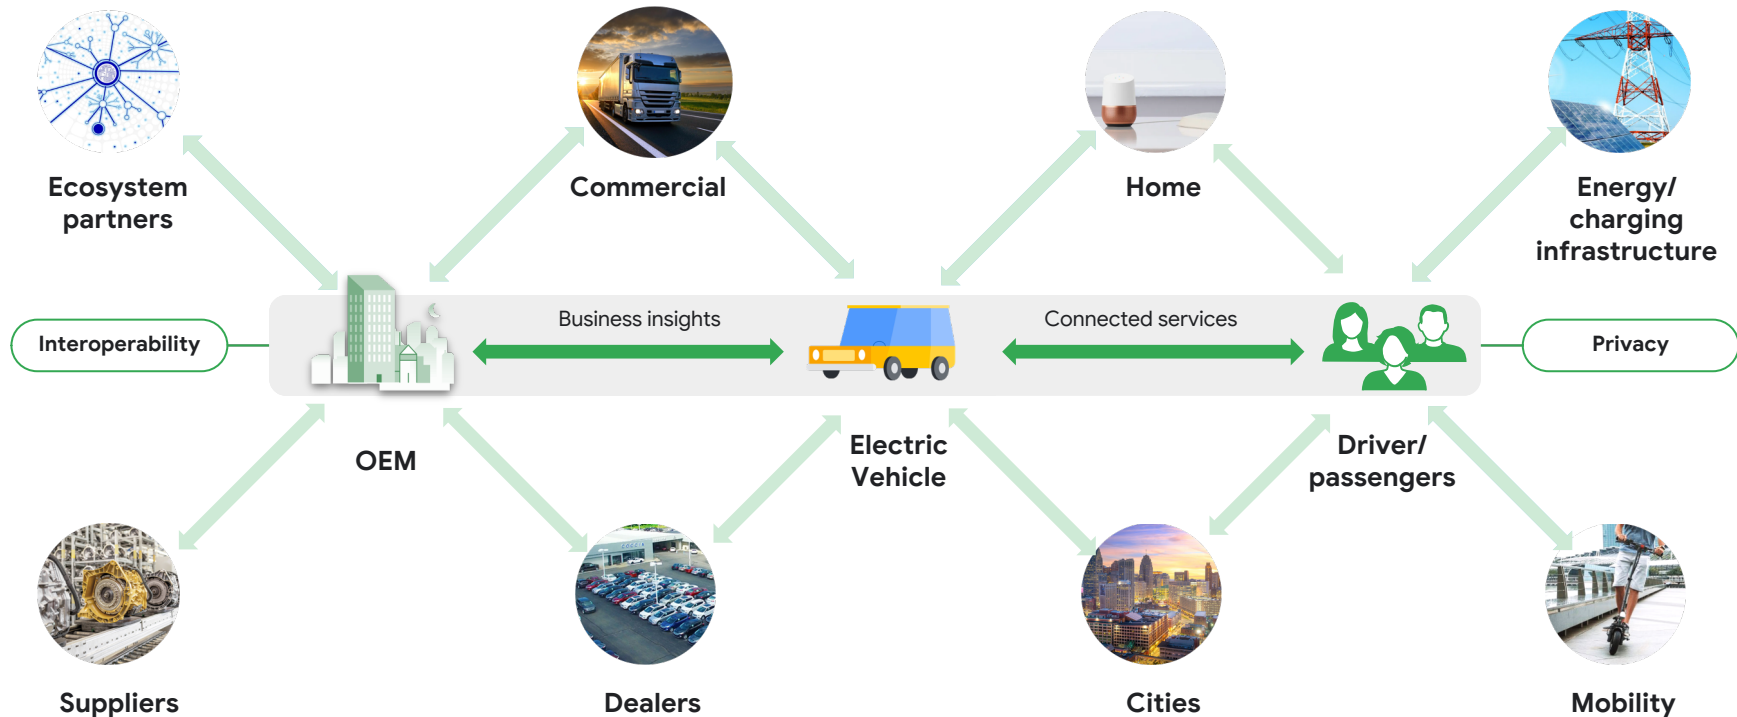 Ecosystem
partners
Commercial
Home
Energy/
charging
infrastructure
Interoperability
Business insights
Connected services
Privacy
OEM
Electric
Vehicle
Driver/
passengers
Suppliers
Dealers
Cities
Mobility